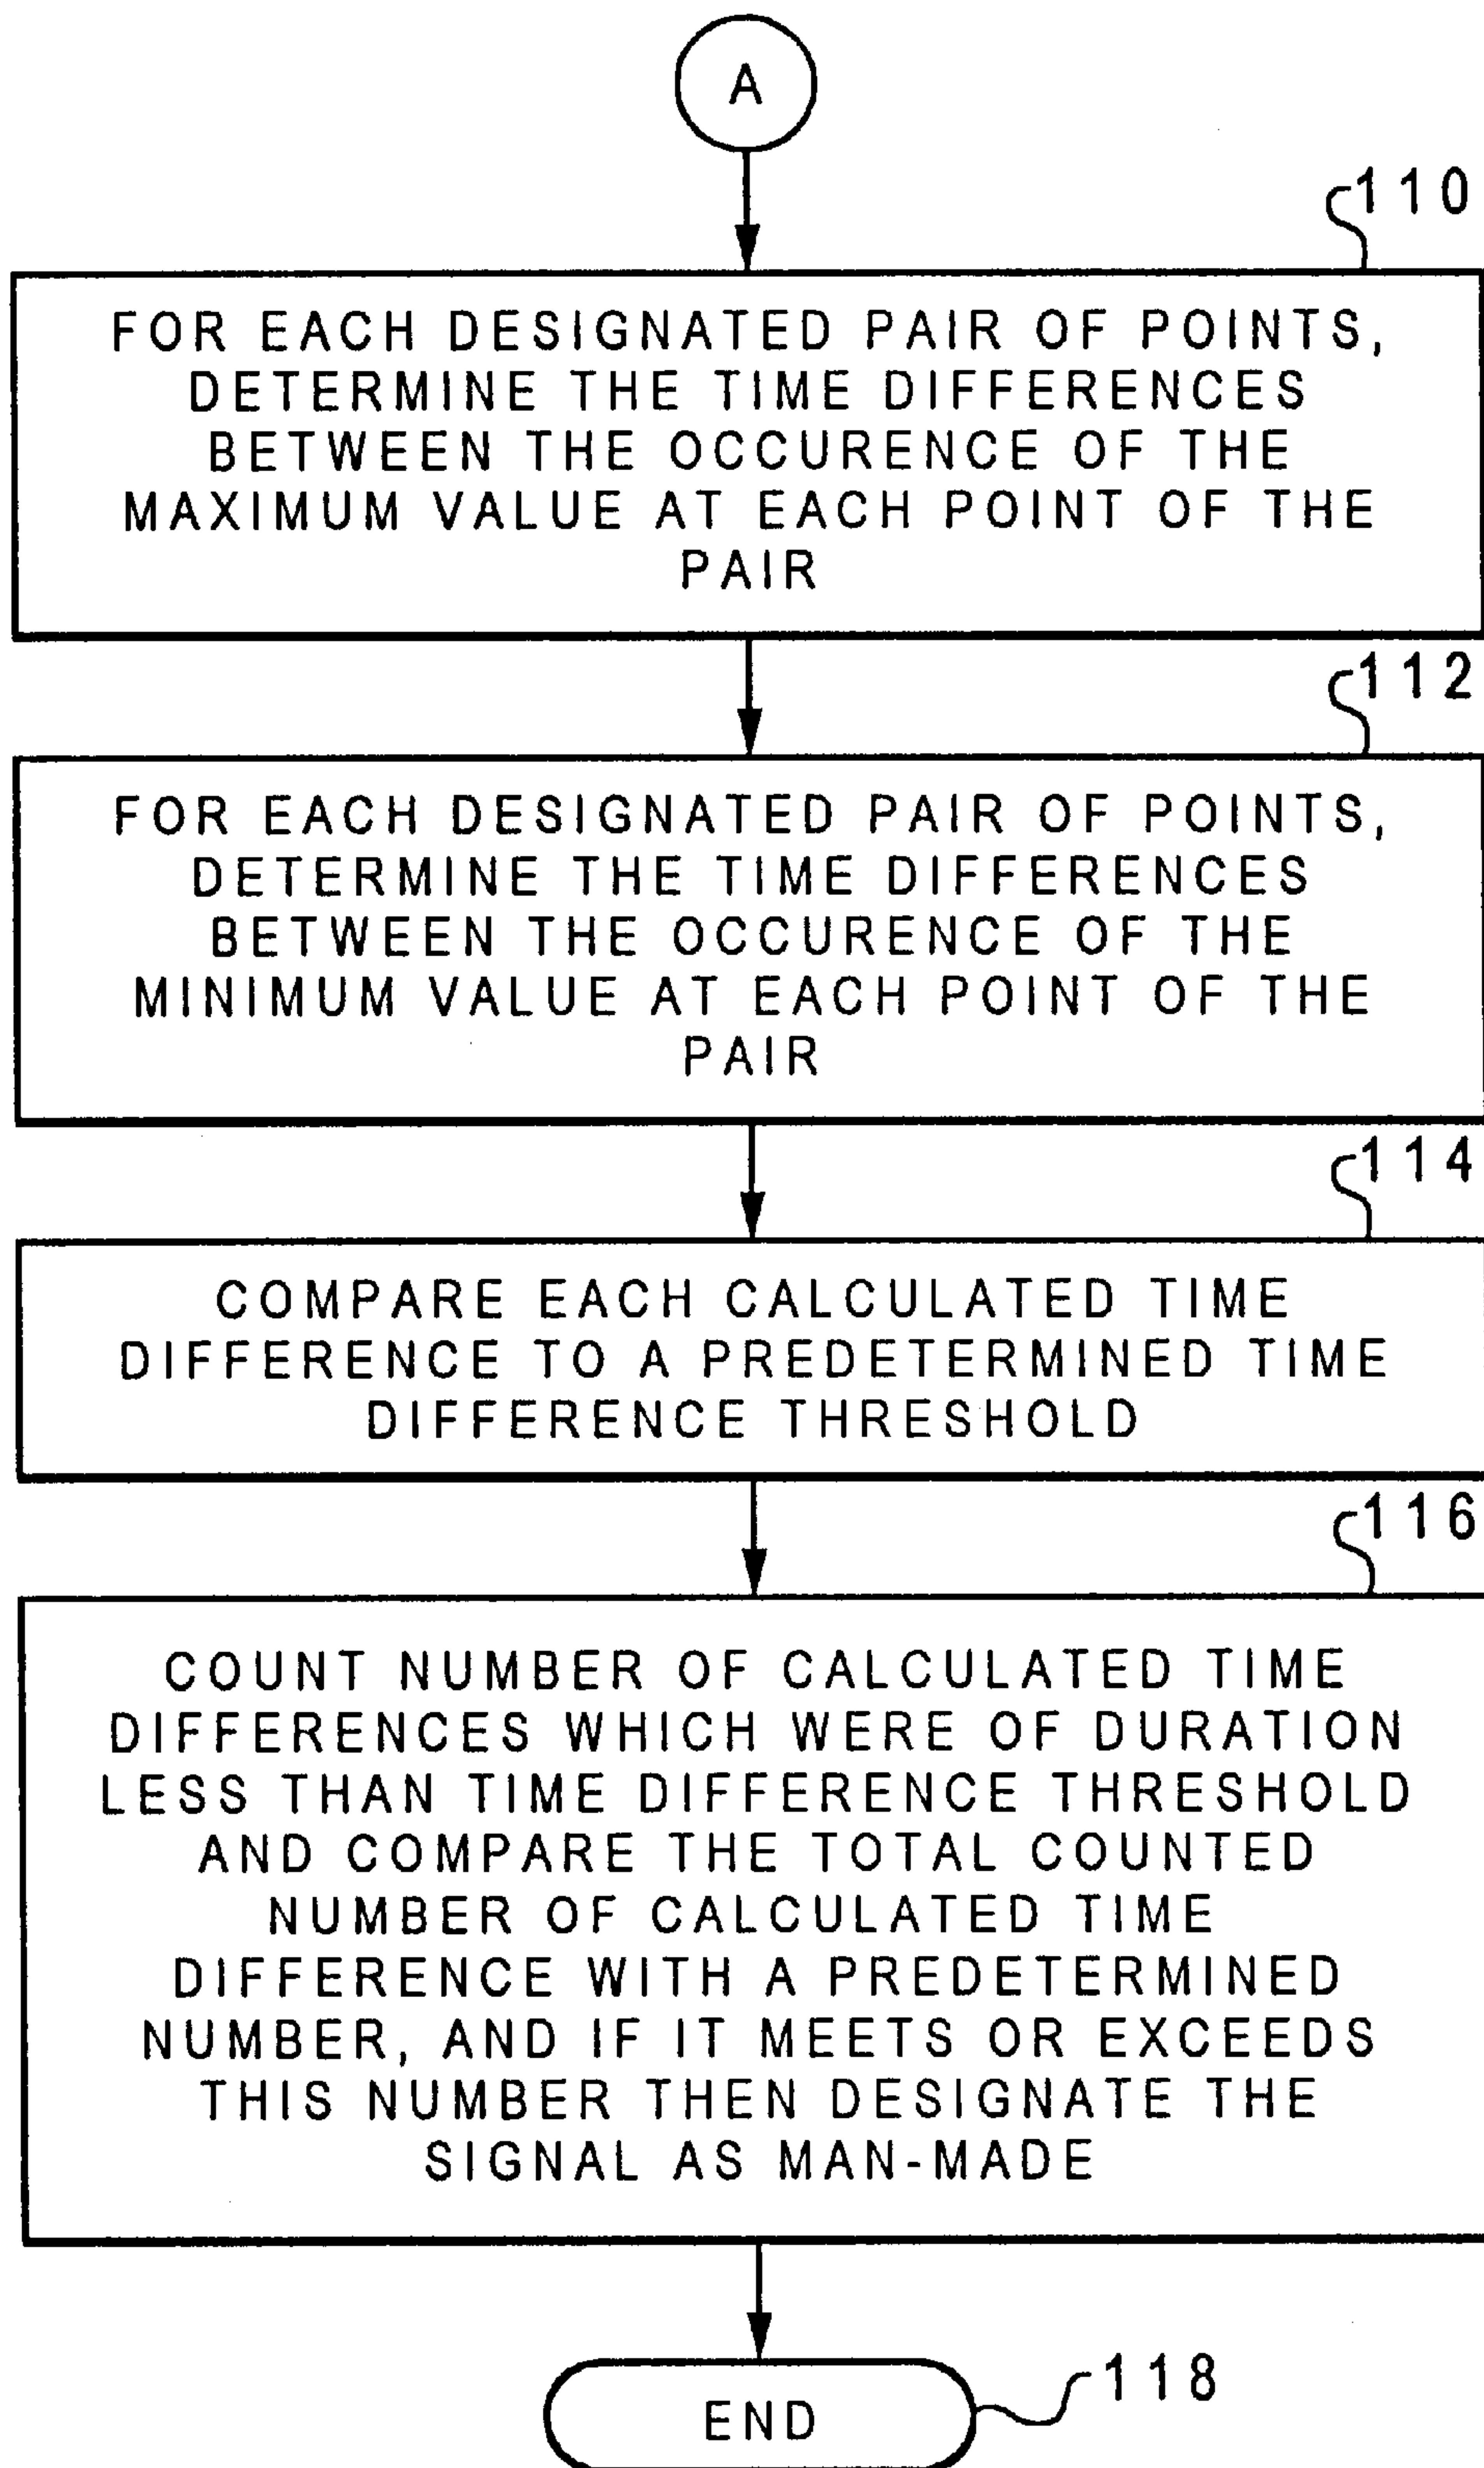 A
110
FOR EACH DESIGNATED PAIR OF POINTS,
DETERMINE THE TIME DIFFERENCES
BETWEEN THE OCCURENCE OF THE
MAXIMUM VALUE AT EACH POINT OF THE
PAIR
112
FOR EACH DESIGNATED PAIR OF POINTS,
DETERMINE THE TIME DIFFERENCES
BETWEEN THE OCCURENCE OF THE
MINIMUM VALUE AT EACH POINT OF THE
PAIR
114
COMPARE EACH CALCULATED TIME
DIFFERENCE TO A PREDETERMINED TIME
DIFFERENCE THRESHOLD
116
COUNT NUMBER OF CALCULATED TIME
DIFFERENCES WHICH WERE OF DURATION
LESS THAN TIME DIFFERENCE THRESHOLD
AND COMPARE THE TOTAL COUNTED
NUMBER OF CALCULATED TIME
DIFFERENCE WITH A PREDETERMINED
NUMBER, AND IF IT MEETS OR EXCEEDS
THIS NUMBER THEN DESIGNATE THE
SIGNAL AS MAN-MADE
END
118